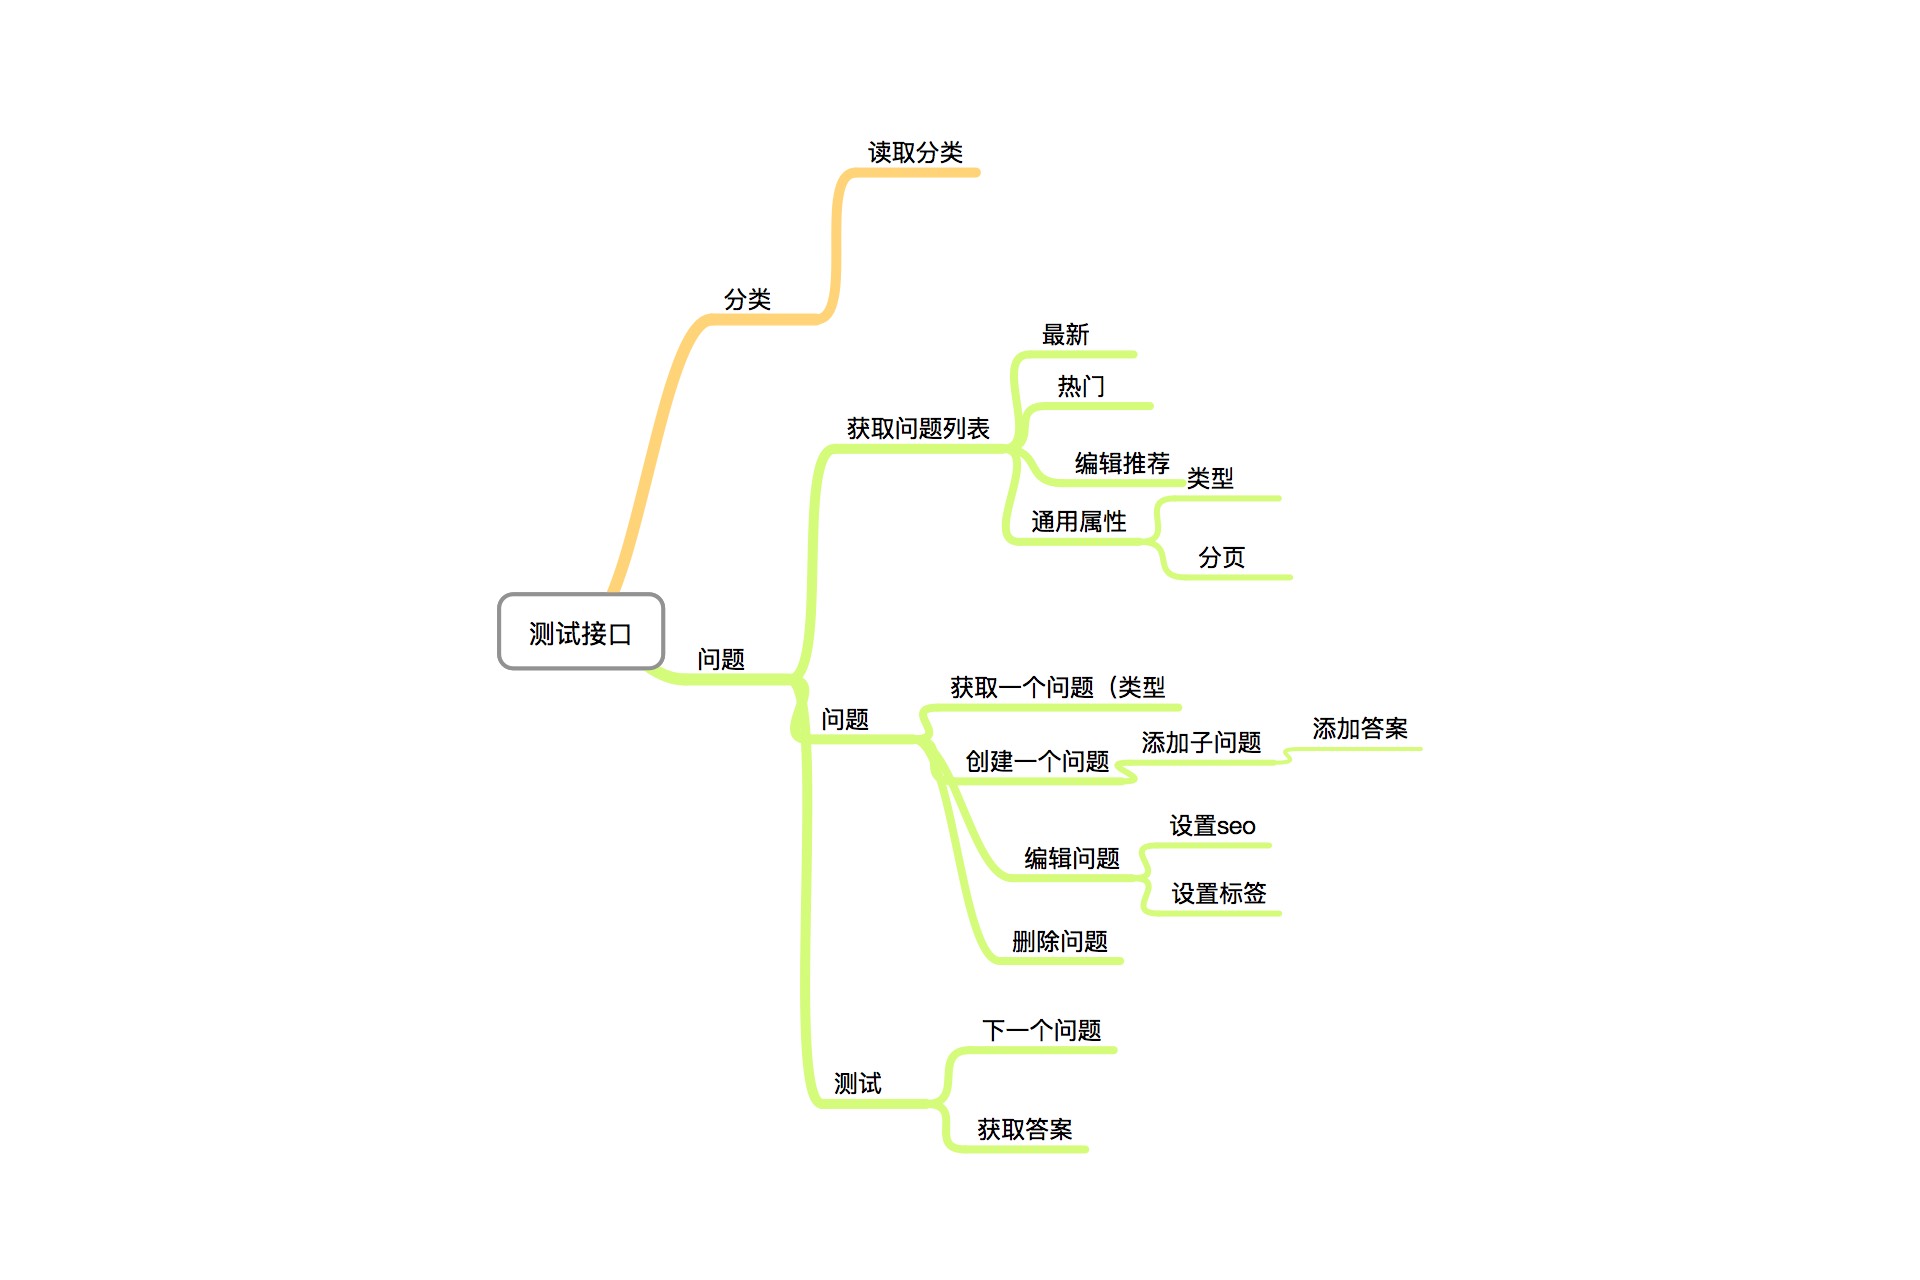 读取分类
分类
最新
热门
获取问题列表
编辑推荐
类型
通用属性
分页
测试接口
问题
获取一个问题（类型
问题
添加答案
添加子问题
创建一个问题
设置seo
编辑问题
设置标签
删除问题
下一个问题
测试
获取答案